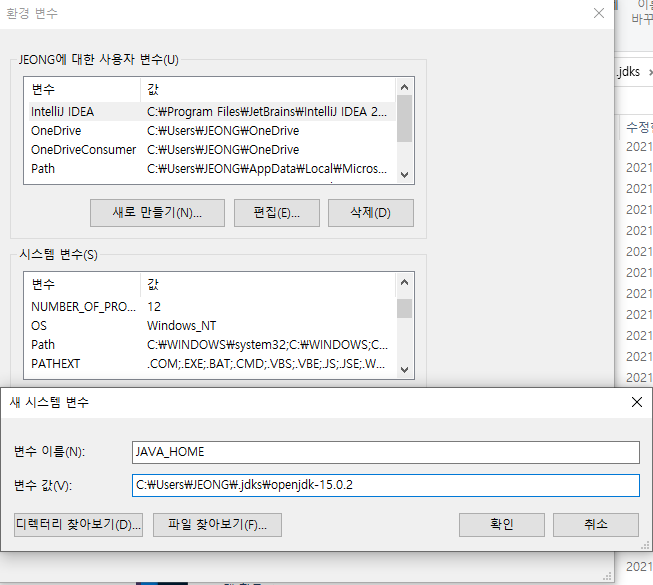 환경 변수
JEONG에 대한 사용자 변수(U)
변수 값
IntelliJ IDEA C:₩Program Files₩JetBrains₩IntelliJ IDEA 2...
OneDrive C:₩Users₩JEONG₩OneDrive
OneDriveConsumer C:₩Users₩JEONG₩OneDrive
Path C:₩Users₩JEONG₩AppData₩Local₩Micros...
새로 만들기(N)... 편집(E)... 삭제(D)
시스템 변수(S)
변수 값
NUMBER_OF_PRO... 12
OS Windows_NT
Path C:₩WINDOWS₩system32;C:₩WINDOWS;C...
PATHEXT .COM;.EXE;.BAT;.CMD;.VBS;.VBE;.JS;.JSE;.W...
새 시스템 변수
변수 이름(N): JAVA_HOME
변수 값(V): C:₩Users₩JEONG₩.jdks₩openjdk-15.0.2
디렉터리 찾아보기(D)... 파일 찾아보기(F)... 확인 취소
바꾸
.jdks
수정
2021
2021
2021
2021
2021
2021
2021
2021
2021
2021
2021
2021
2021